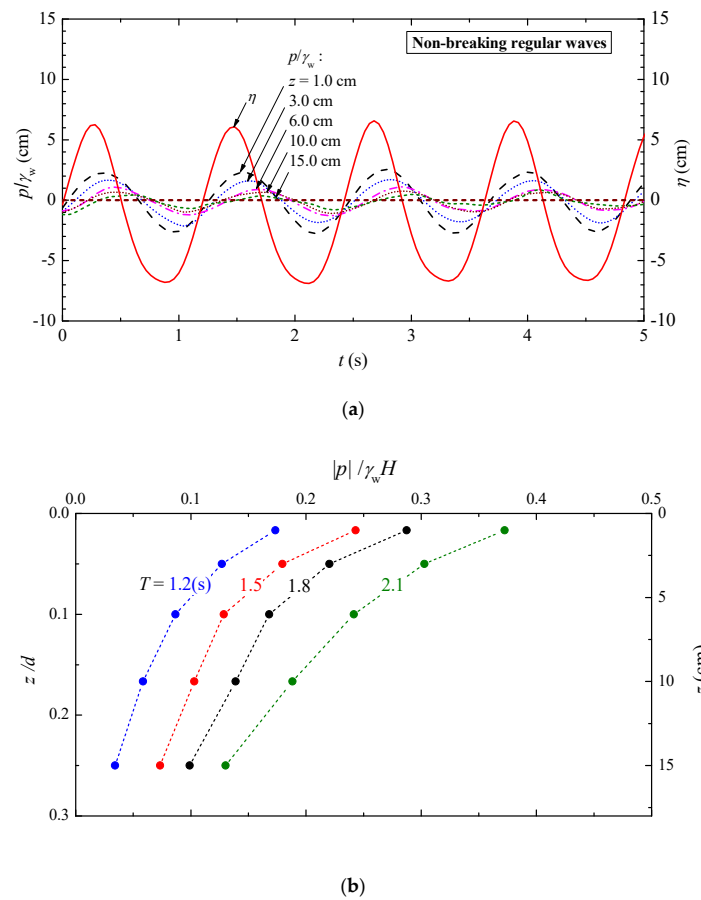 Non-breaking regular waves
p/γw (cm)
15
10
5
0
-5
-10
η
p/γw :
z = 1.0 cm
3.0 cm
6.0 cm
10.0 cm
15.0 cm
15
10
5
0
-5
-10
η (cm)
0 1 2 3 4 5
t (s)
(a)
|p| /γwH
0.0 0.1 0.2 0.3 0.4 0.5
z /d
0.0
0.1
0.2
0.3
T = 1.2(s) 1.5 1.8 2.1
0
5
10
15
z (cm)
(b)